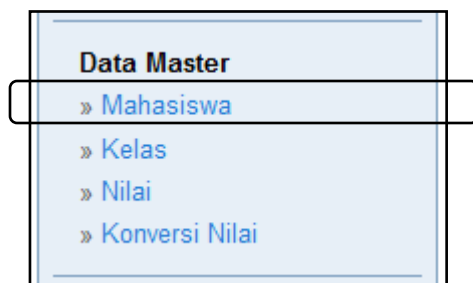 Data Master
» Mahasiswa
» Kelas
» Nilai
» Konversi Nilai